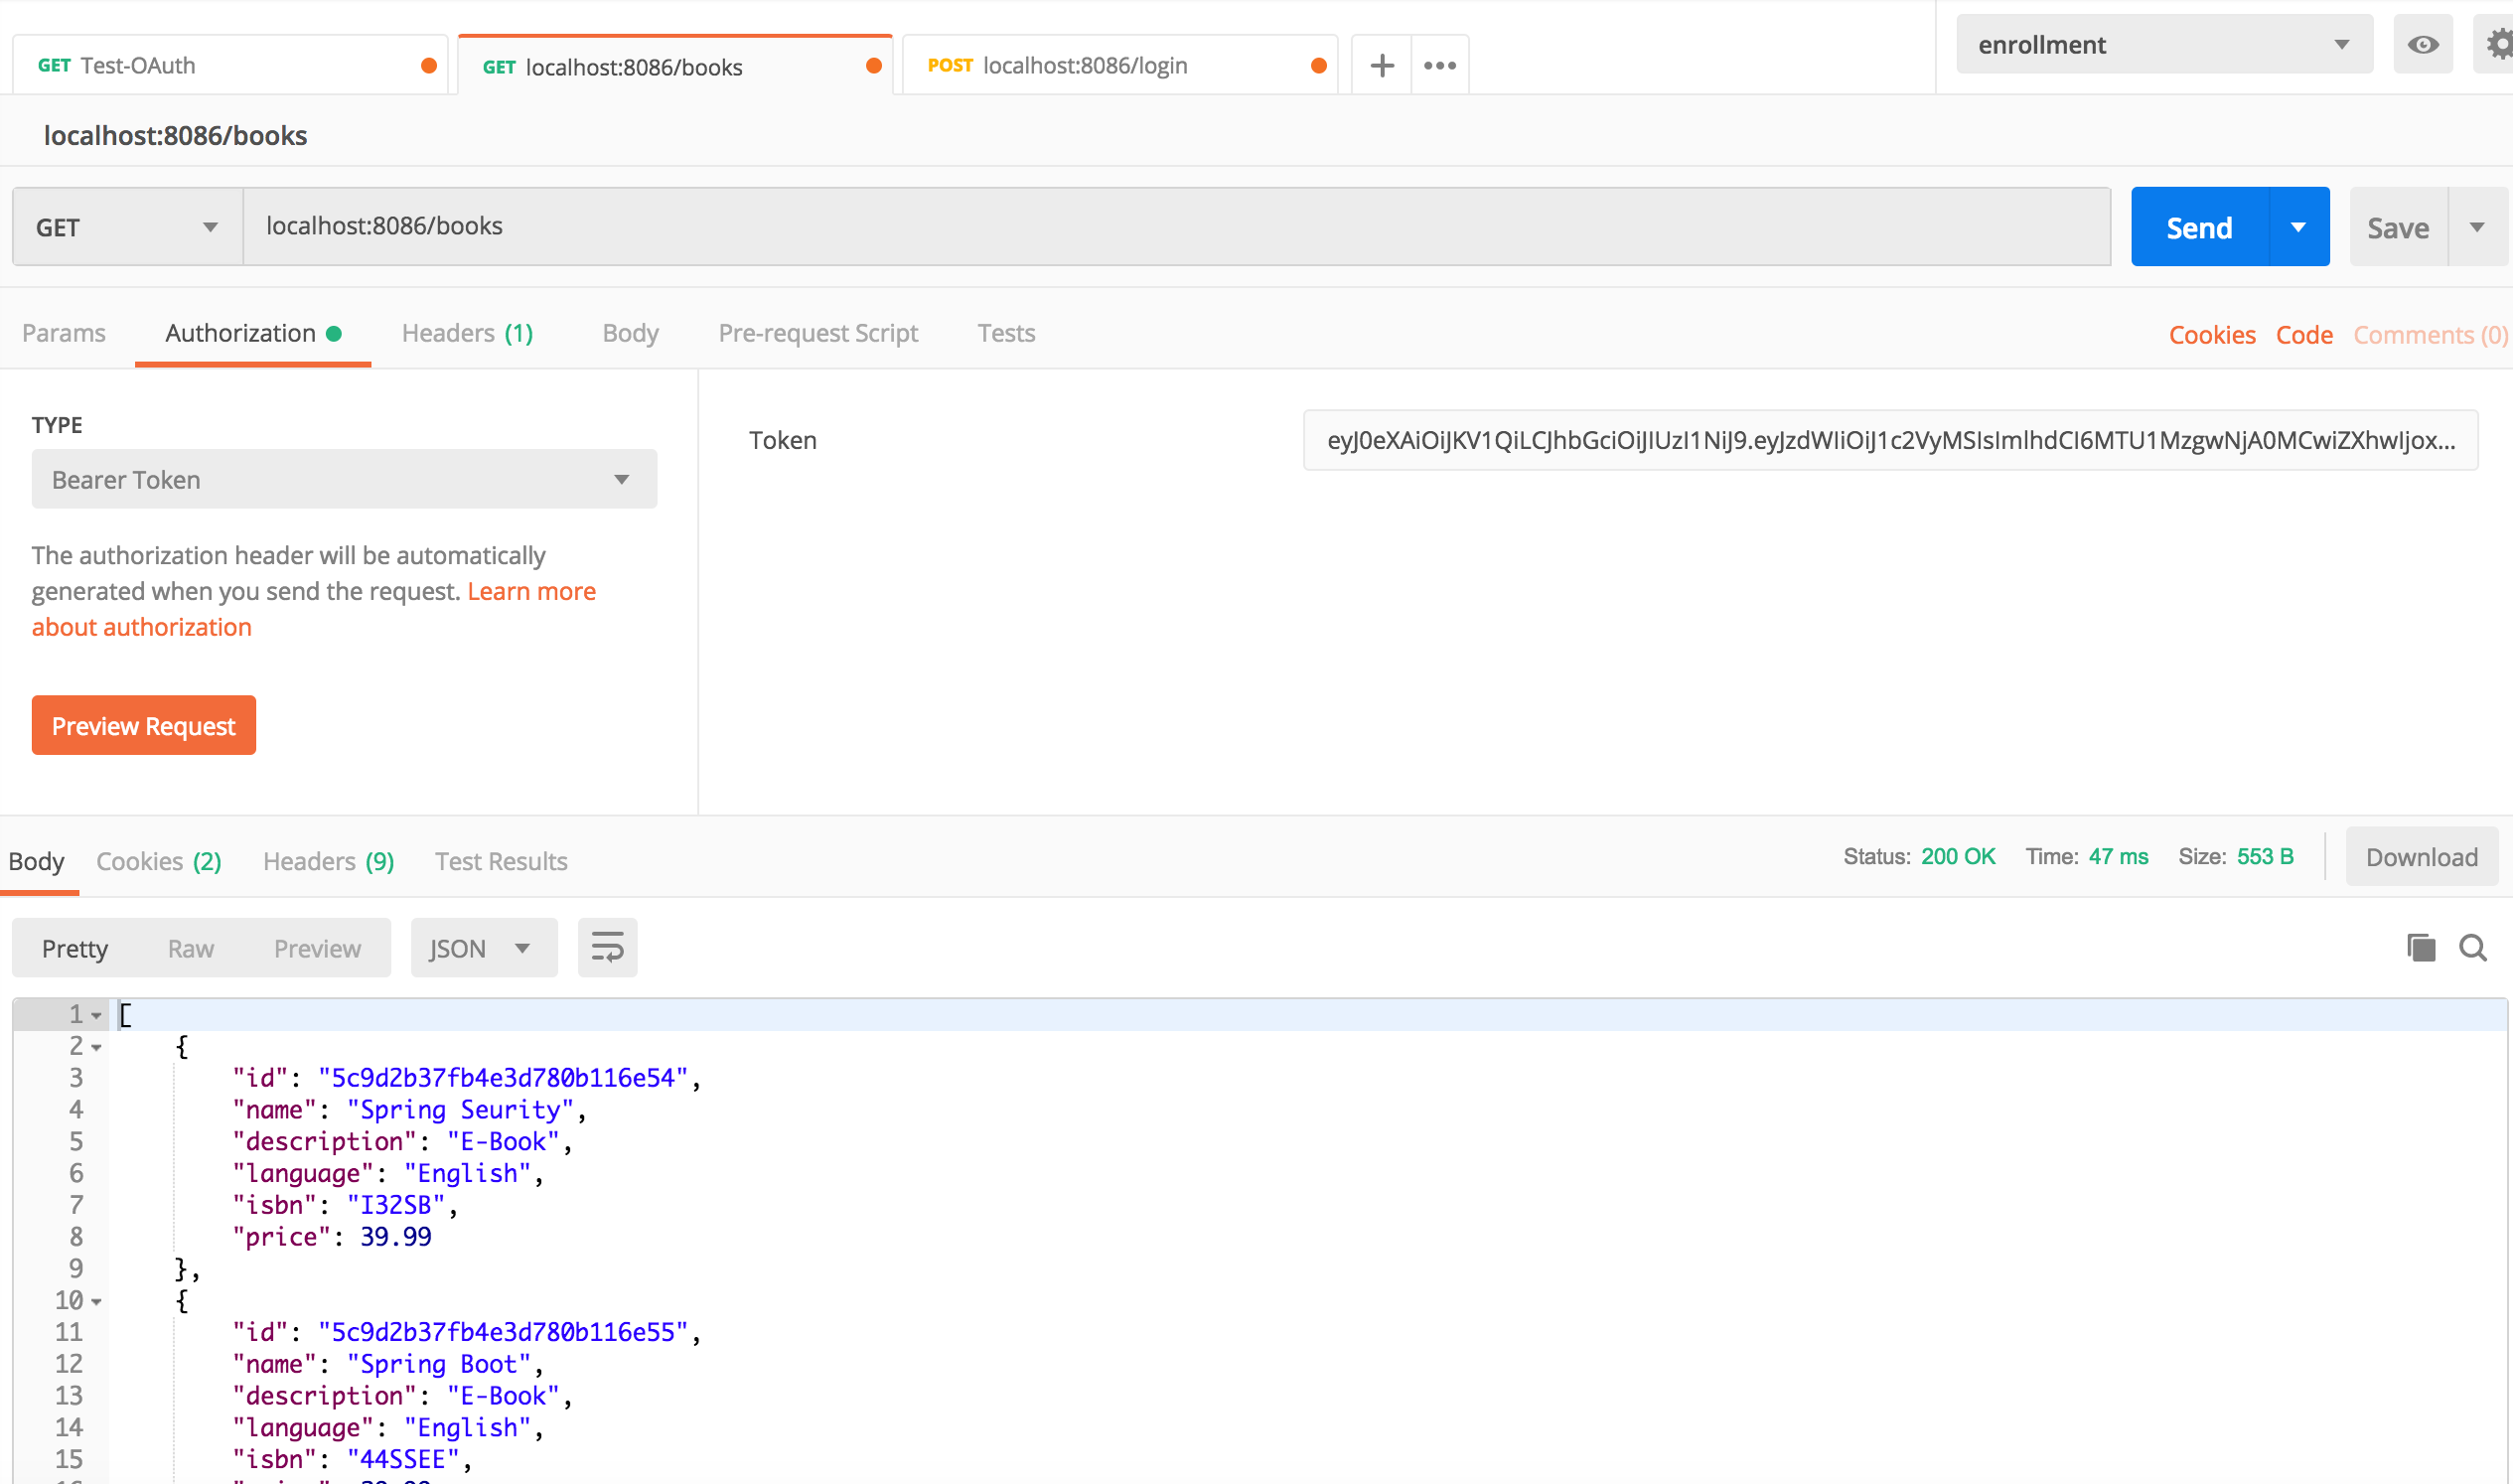 GET Test-OAuth
GET localhost:8086/books
POST localhost:8086/login
enrollment
localhost:8086/books
GET localhost:8086/books Send Save
Params Authorization Headers (1) Body Pre-request Script Tests Cookies Code Comments (0)
TYPE
Bearer Token
The authorization header will be automatically
generated when you send the request. Learn more
about authorization
Preview Request
Token eyJ0eXAiOiJKV1QiLCJhbGciOiJIUzI1NiJ9.eyJzdWIiOiJ1c2VyMSIsImlhdCI6MTU1MzgwNjA0MCwiZXhwIjox...
Body Cookies (2) Headers (9) Test Results Status: 200 OK Time: 47 ms Size: 553 B Download
Pretty Raw Preview JSON
1 [
2 {
3 "id": "5c9d2b37fb4e3d780b116e54",
4 "name": "Spring Seurity",
5 "description": "E-Book",
6 "language": "English",
7 "isbn": "I32SB",
8 "price": 39.99
9 },
10 {
11 "id": "5c9d2b37fb4e3d780b116e55",
12 "name": "Spring Boot",
13 "description": "E-Book",
14 "language": "English",
15 "isbn": "44SSEE",